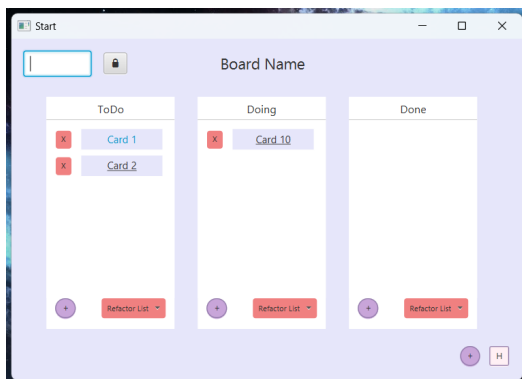 Start
Board Name
ToDo
Doing
Done
X Card 1
X Card 10
X Card 2
+ Refactor List
+ Refactor List
+ Refactor List
+ H